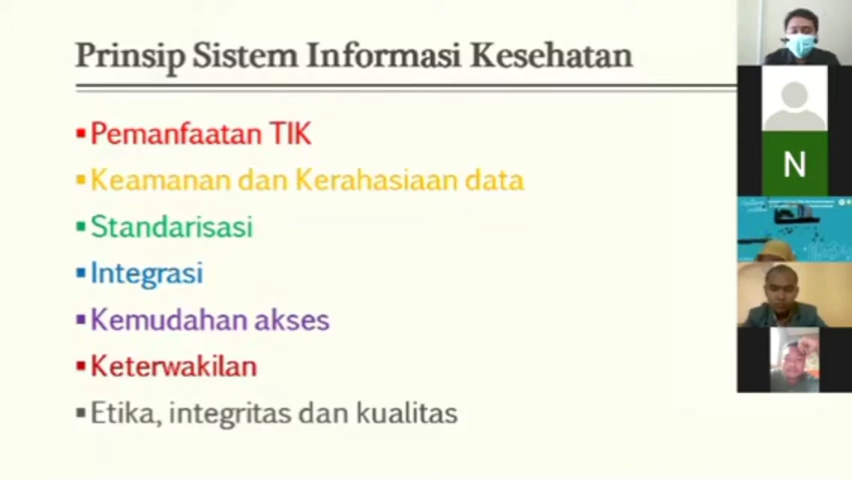 Prinsip Sistem Informasi Kesehatan
Pemanfaatan TIK
Keamanan dan Kerahasiaan data
Standarisasi
Integrasi
Kemudahan akses
Keterwakilan
Etika, integritas dan kualitas
N